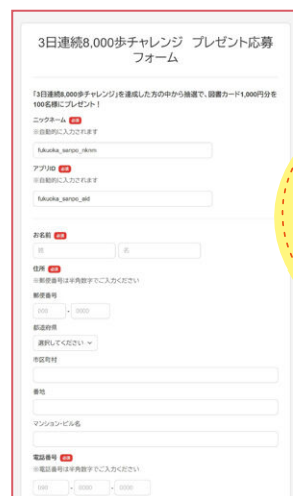 3日連続8,000歩チャレンジ プレゼント応募
フォーム
「3日連続8,000歩チャレンジ」を達成した方の中から抽選で、図書カード1,000円分を
100名様にプレゼント！
ニックネーム 必須
※自動的に入力されます
fukuoka_sanpo_nknm
アプリID 必須
※自動的に入力されます
fukuoka_sanpo_aid
お名前 必須
姓 名
住所 必須
※郵便番号は半角数字でご入力ください
郵便番号
000 - 0000
都道府県
選択してください
市区町村
番地
マンション・ビル名
電話番号 必須
※電話番号は半角数字でご入力ください
000 - 0000 - 0000